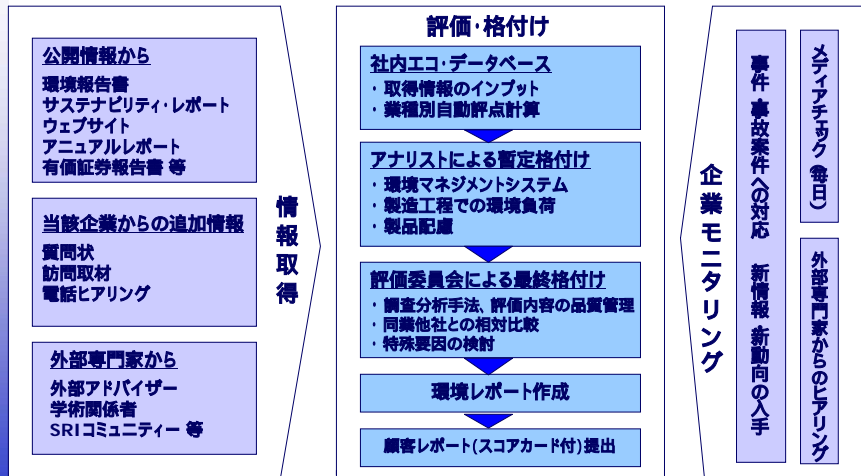 公開情報から
環境報告書
サステナビリティ・レポート
ウェブサイト
アニュアルレポート
有価証券報告書 等
当該企業からの追加情報
質問状
訪問取材
電話ヒアリング
外部専門家から
外部アドバイザー
学術関係者
SRIコミュニティー 等
情報取得
評価・格付け
社内エコ・データベース
・ 取得情報のインプット
・ 業種別自動評点計算
アナリストによる暫定格付け
・ 環境マネジメントシステム
・ 製造工程での環境負荷
・ 製品配慮
評価委員会による最終格付け
・ 調査分析手法、評価内容の品質管理
・ 同業他社との相対比較
・ 特殊要因の検討
環境レポート作成
顧客レポート(スコアカード付)提出
企業モニタリング
事件・事故案件への対応 新情報・新動向の入手
メディアチェック(毎日)
外部専門家からのヒアリング